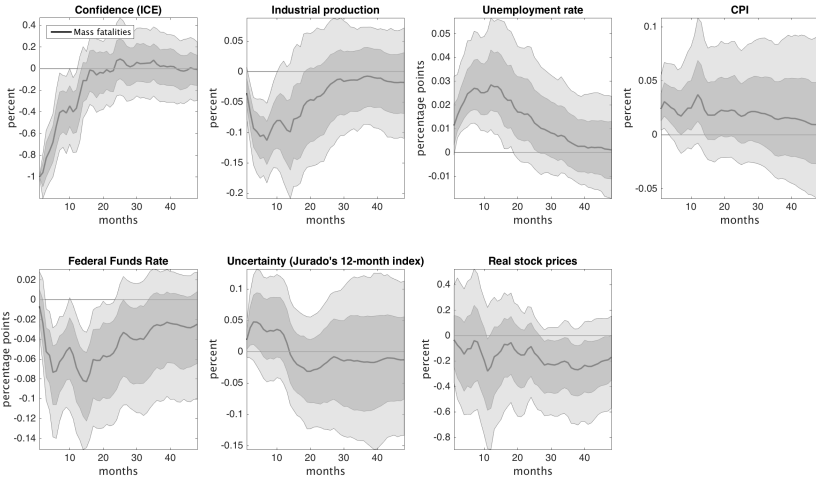 Confidence (ICE)
Mass fatalities
0.4
0.2
0
-0.2
-0.4
-0.6
-0.8
-1
percent
10 20 30 40
months
Industrial production
0.05
0
-0.05
-0.1
-0.15
-0.2
percent
10 20 30 40
months
Unemployment rate
0.05
0.04
0.03
0.02
0.01
0
-0.01
percentage points
10 20 30 40
months
CPI
0.1
0.05
0
-0.05
percent
10 20 30 40
months
Federal Funds Rate
0.02
0
-0.02
-0.04
-0.06
-0.08
-0.1
-0.12
-0.14
percentage points
10 20 30 40
months
Uncertainty (Jurado's 12-month index)
0.1
0.05
0
-0.05
-0.1
-0.15
percent
10 20 30 40
months
Real stock prices
0.4
0.2
0
-0.2
-0.4
-0.6
-0.8
percent
10 20 30 40
months